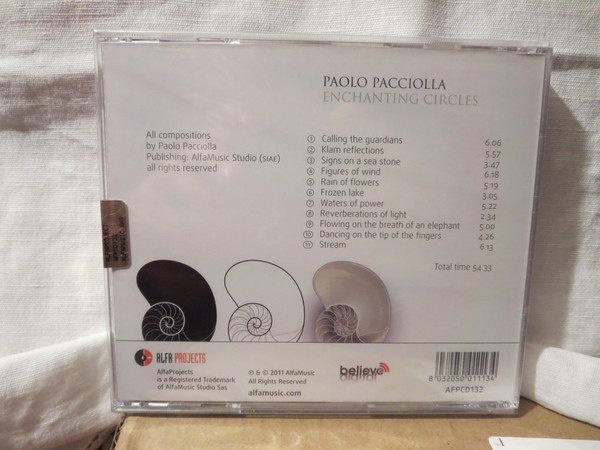 PAOLO PACCIOLLA
ENCHANTING CIRCLES
All compositions
by Paolo Pacciolla
Publishing: AlfaMusic Studio (SIAE)
all rights reserved
1 Calling the guardians 6.06
2 Klam reflections 5.57
3 Signs on a sea stone 3.47
4 Figures of wind 6.18
5 Rain of flowers 5.19
6 Frozen lake 3.05
7 Waters of power 5.22
8 Reverberations of light 2.34
9 Flowing on the breath of an elephant 5.00
10 Dancing on the tip of the fingers 4.26
11 Stream 6.13
Total time 54.33
ALFA PROJECTS
AlfaProjects
is a Registered Trademark
of AlfaMusic Studio Sas
℗ & © 2011 AlfaMusic
All Rights Reserved
alfamusic.com
believe
digital
8 032050 011134
AFPCD132